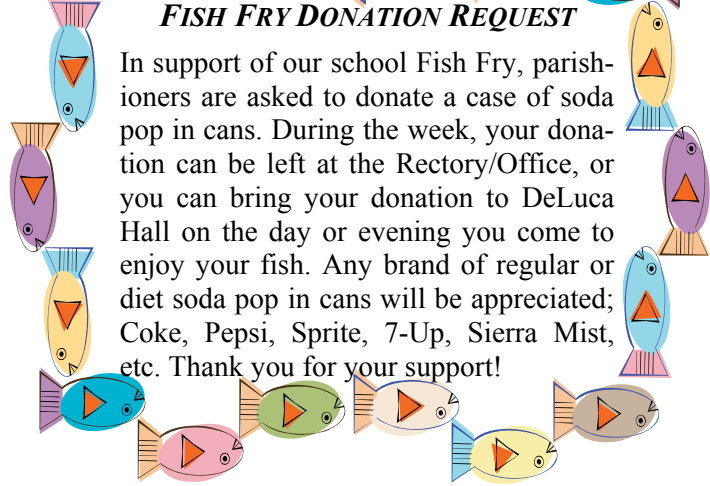 FISH FRY DONATION REQUEST
In support of our school Fish Fry, parish-
ioners are asked to donate a case of soda
pop in cans. During the week, your dona-
tion can be left at the Rectory/Office, or
you can bring your donation to DeLuca
Hall on the day or evening you come to
enjoy your fish. Any brand of regular or
diet soda pop in cans will be appreciated;
Coke, Pepsi, Sprite, 7-Up, Sierra Mist,
etc. Thank you for your support!